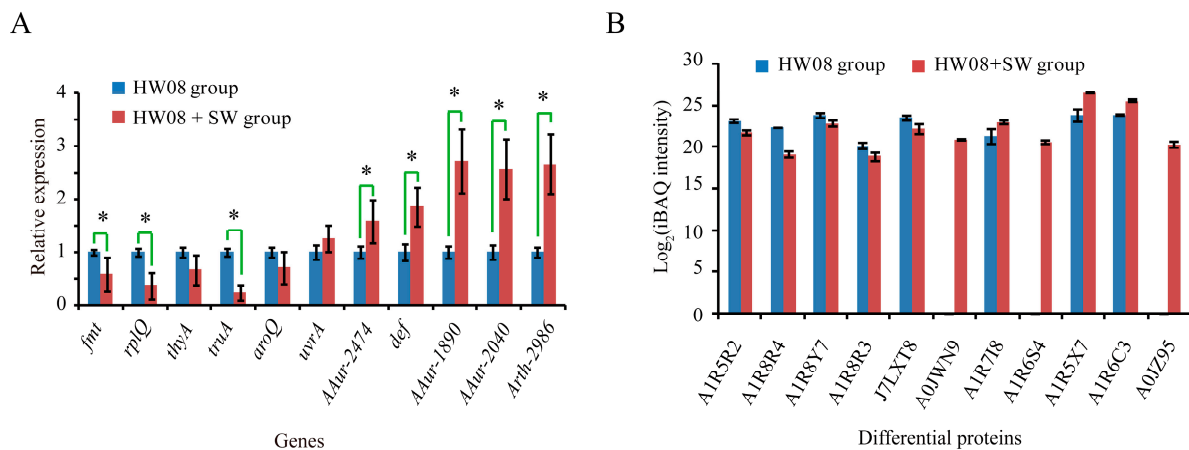 A
HW08 group
HW08 + SW group
Relative expression
4
3
2
1
0
* * * * * * * *
fmt
rplQ
thyA
truA
aroQ
uvrA
AAur-2474
def
AAur-1890
AAur-2040
Arth-2986
Genes
B
HW08 group
HW08+SW group
Log2(iBAQ intensity)
30
25
20
15
10
5
0
A1R5R2
A1R8R4
A1R8Y7
A1R8R3
J7LXT8
A0JWN9
A1R7I8
A1R6S4
A1R5X7
A1R6C3
A0JZ95
Differential proteins